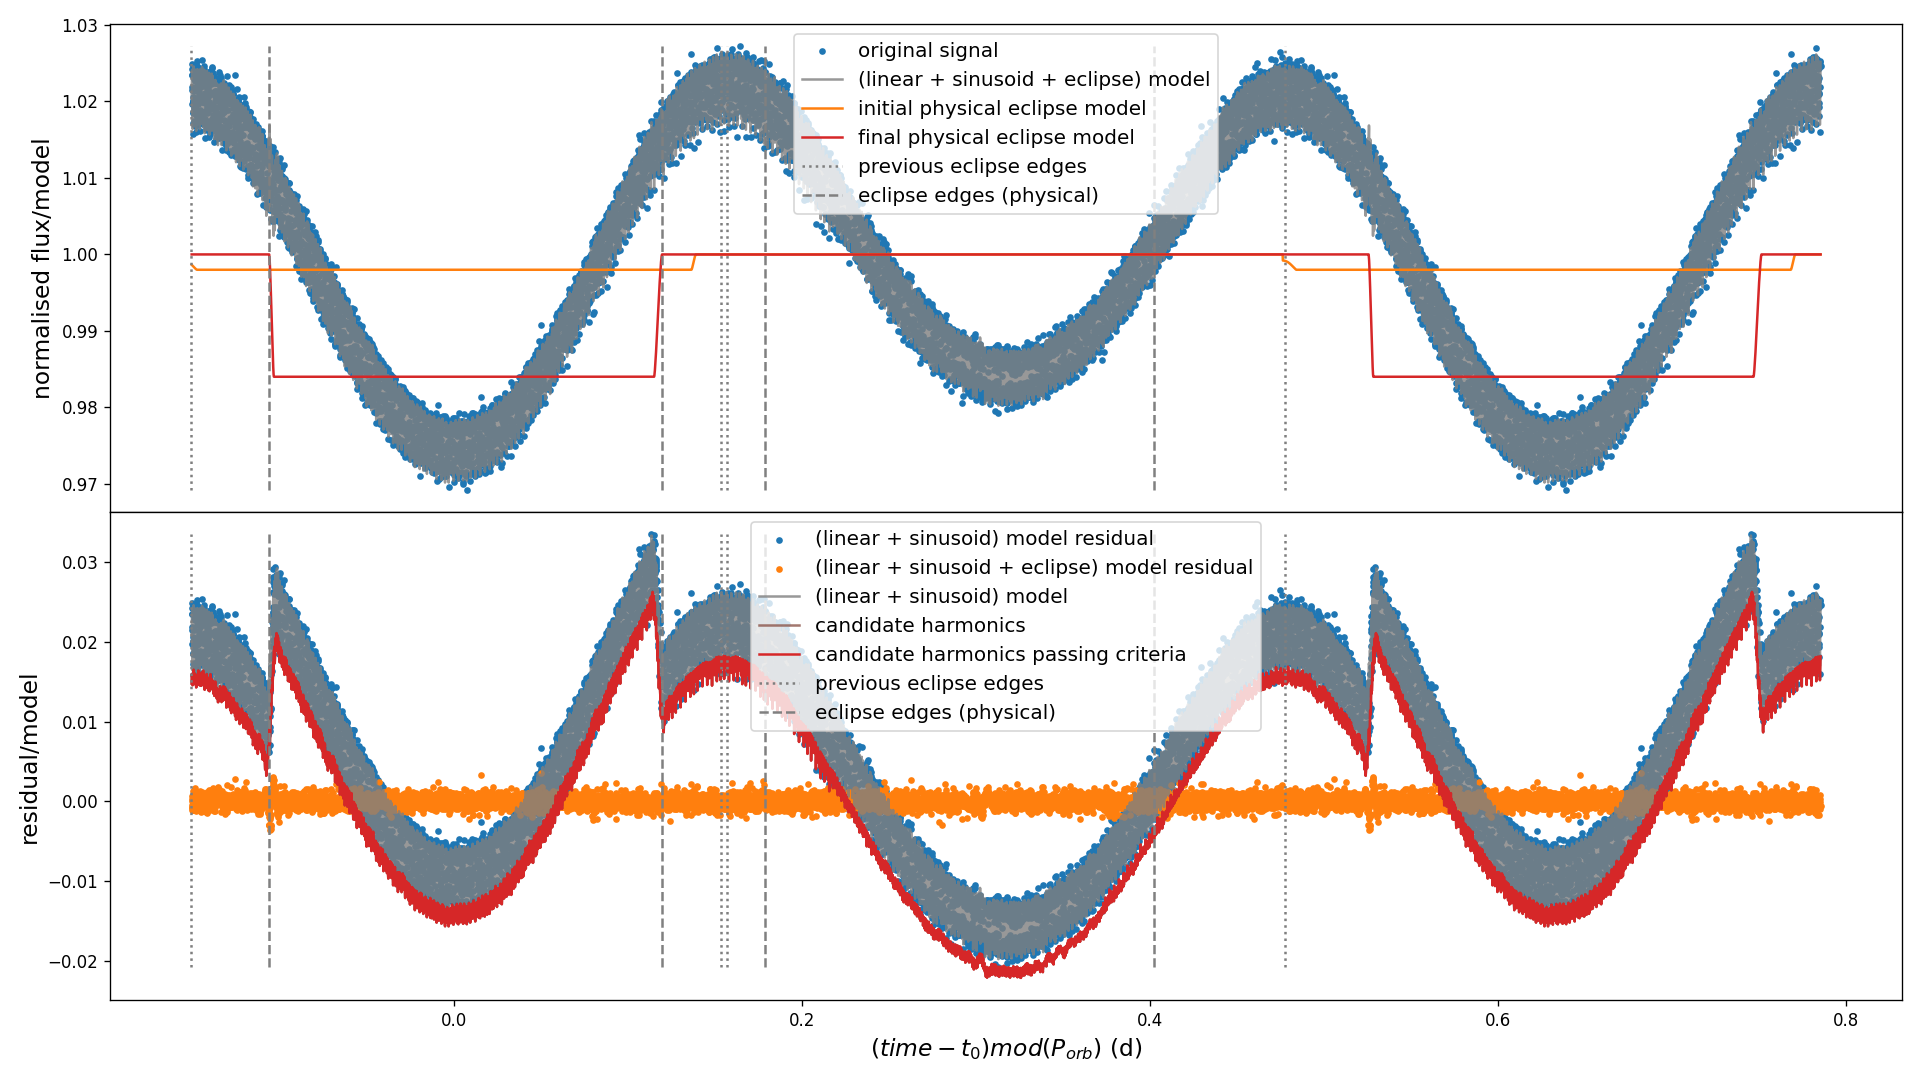 1.03
1.02
1.01
1.00
0.99
0.98
0.97
normalised flux/model
original signal
(linear + sinusoid + eclipse) model
initial physical eclipse model
final physical eclipse model
previous eclipse edges
eclipse edges (physical)
0.03
0.02
0.01
0.00
−0.01
−0.02
residual/model
(linear + sinusoid) model residual
(linear + sinusoid + eclipse) model residual
(linear + sinusoid) model
candidate harmonics
candidate harmonics passing criteria
previous eclipse edges
eclipse edges (physical)
0.0 0.2 0.4 0.6 0.8
(time − t₀)mod(Pₒᵣb) (d)